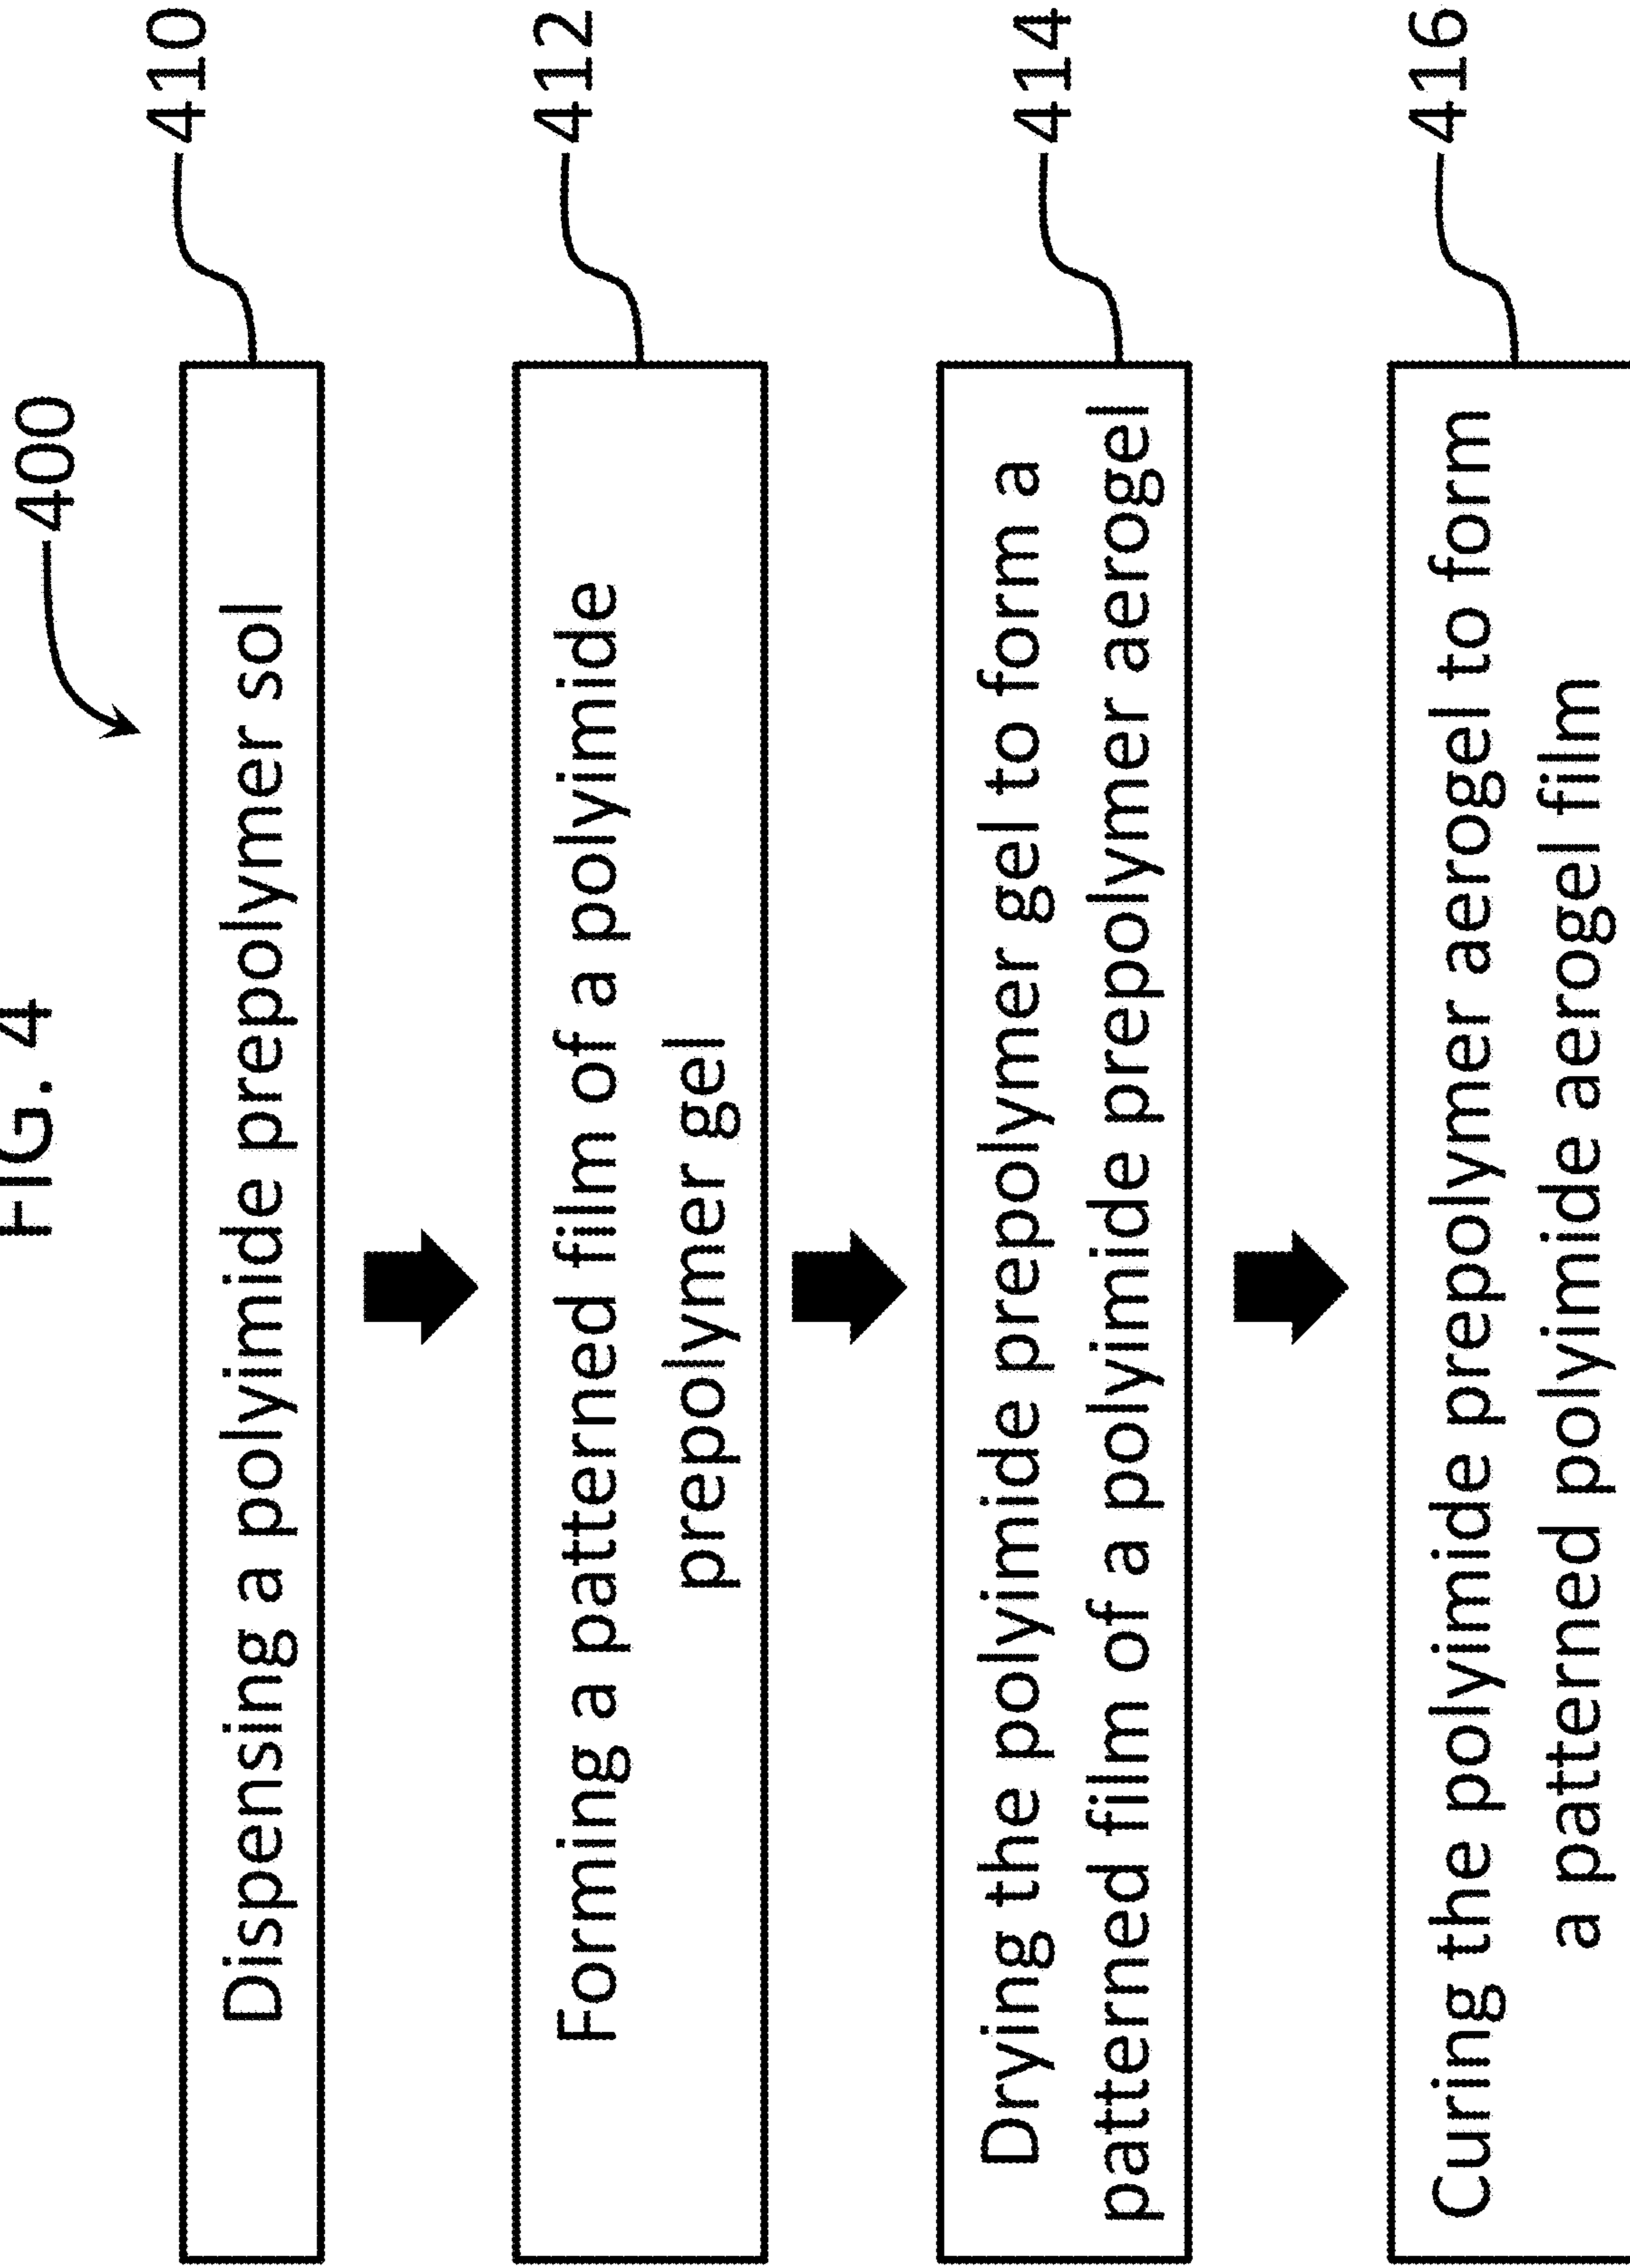 FIG. 4
400
Dispensing a polyimide prepolymer sol
410
Forming a patterned film of a polyimide
prepolymer gel
412
Drying the polyimide prepolymer gel to form a
patterned film of a polyimide prepolymer aerogel
414
Curing the polyimide prepolymer aerogel to form
a patterned polyimide aerogel film
416